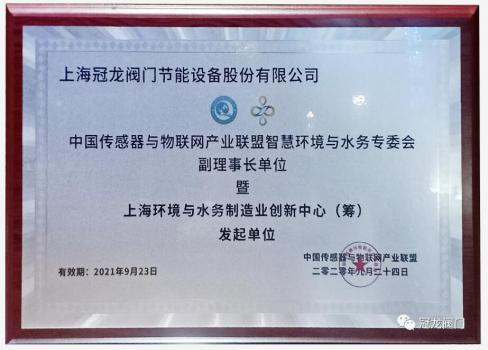 上海冠龙阀门节能设备股份有限公司
中国传感器与物联网产业联盟智慧环境与水务专委会
副理事长单位
暨
上海环境与水务制造业创新中心（筹）
发起单位
中国传感器与物联网产业联盟
有效期：2021年9月23日
二零二零年九月二十四日
冠龙阀门